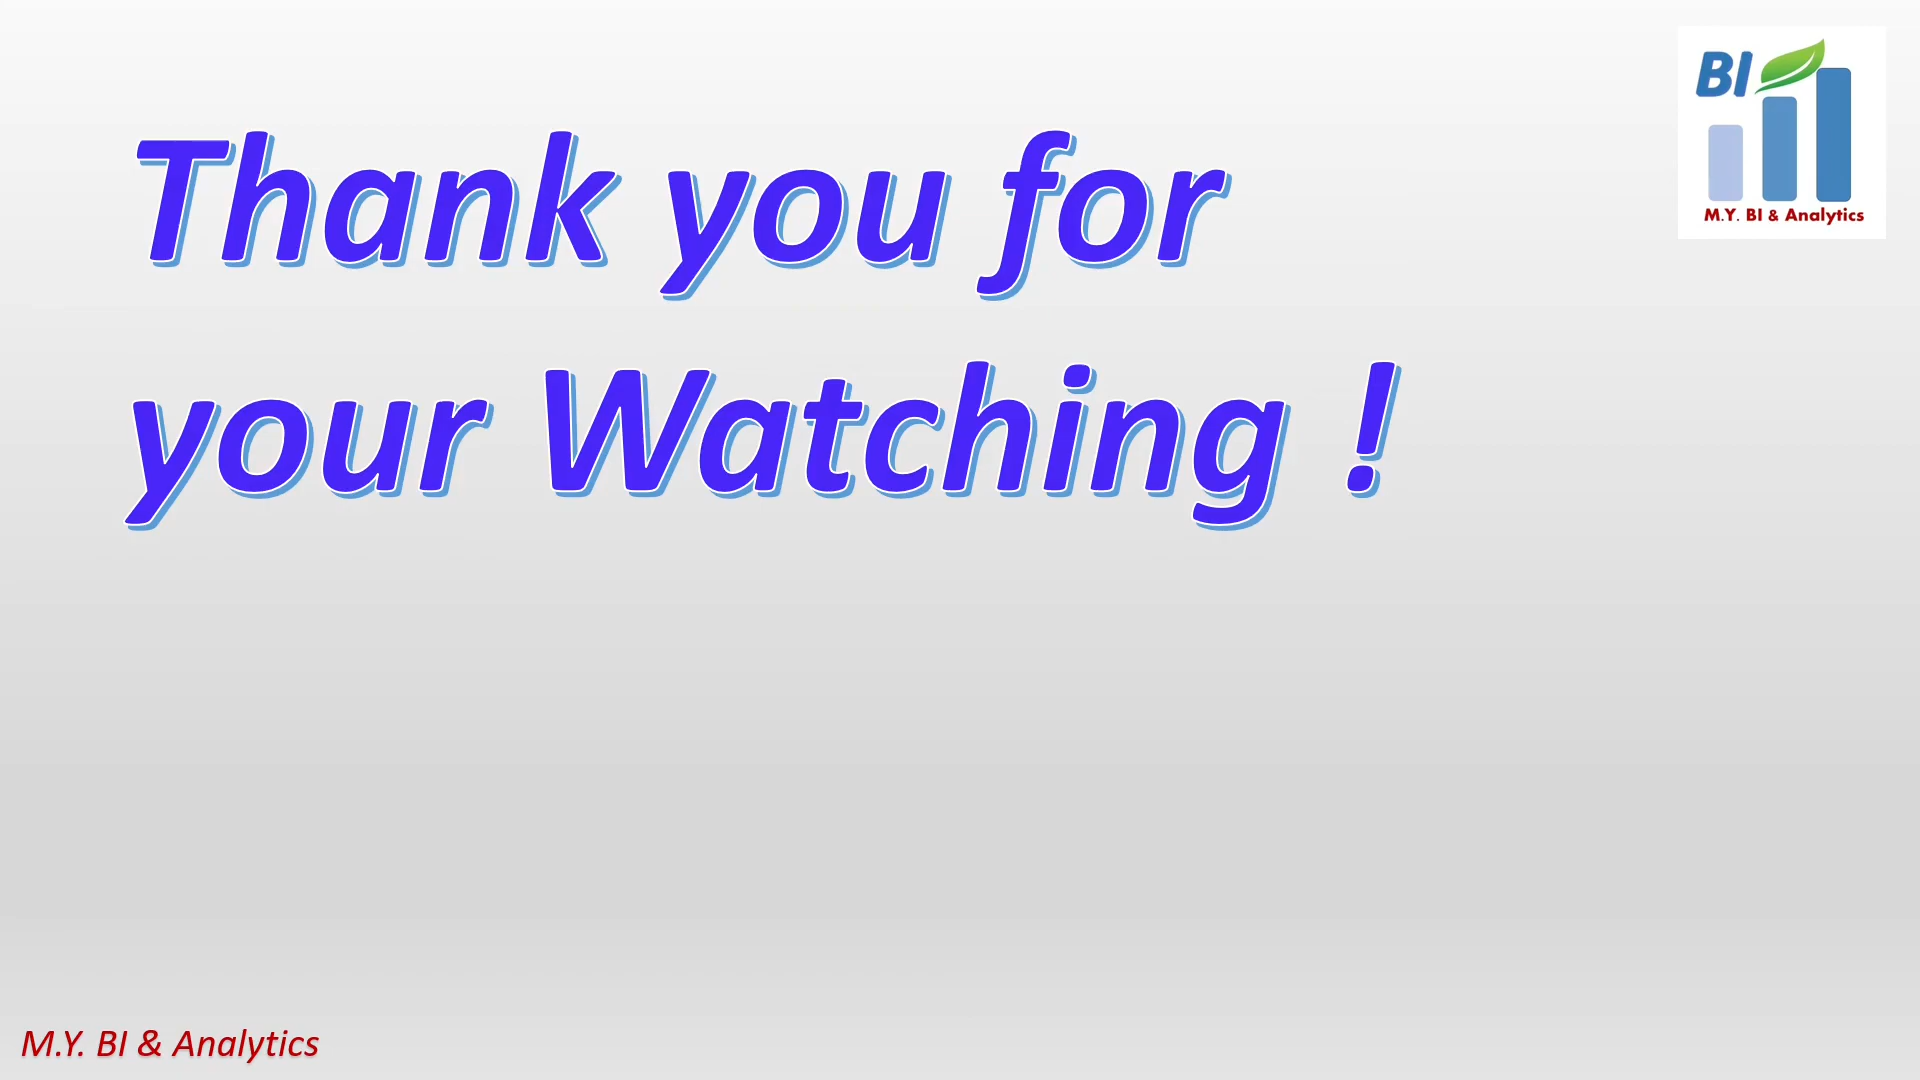 BI
M.Y. BI & Analytics
Thank you for
your Watching !
M.Y. BI & Analytics